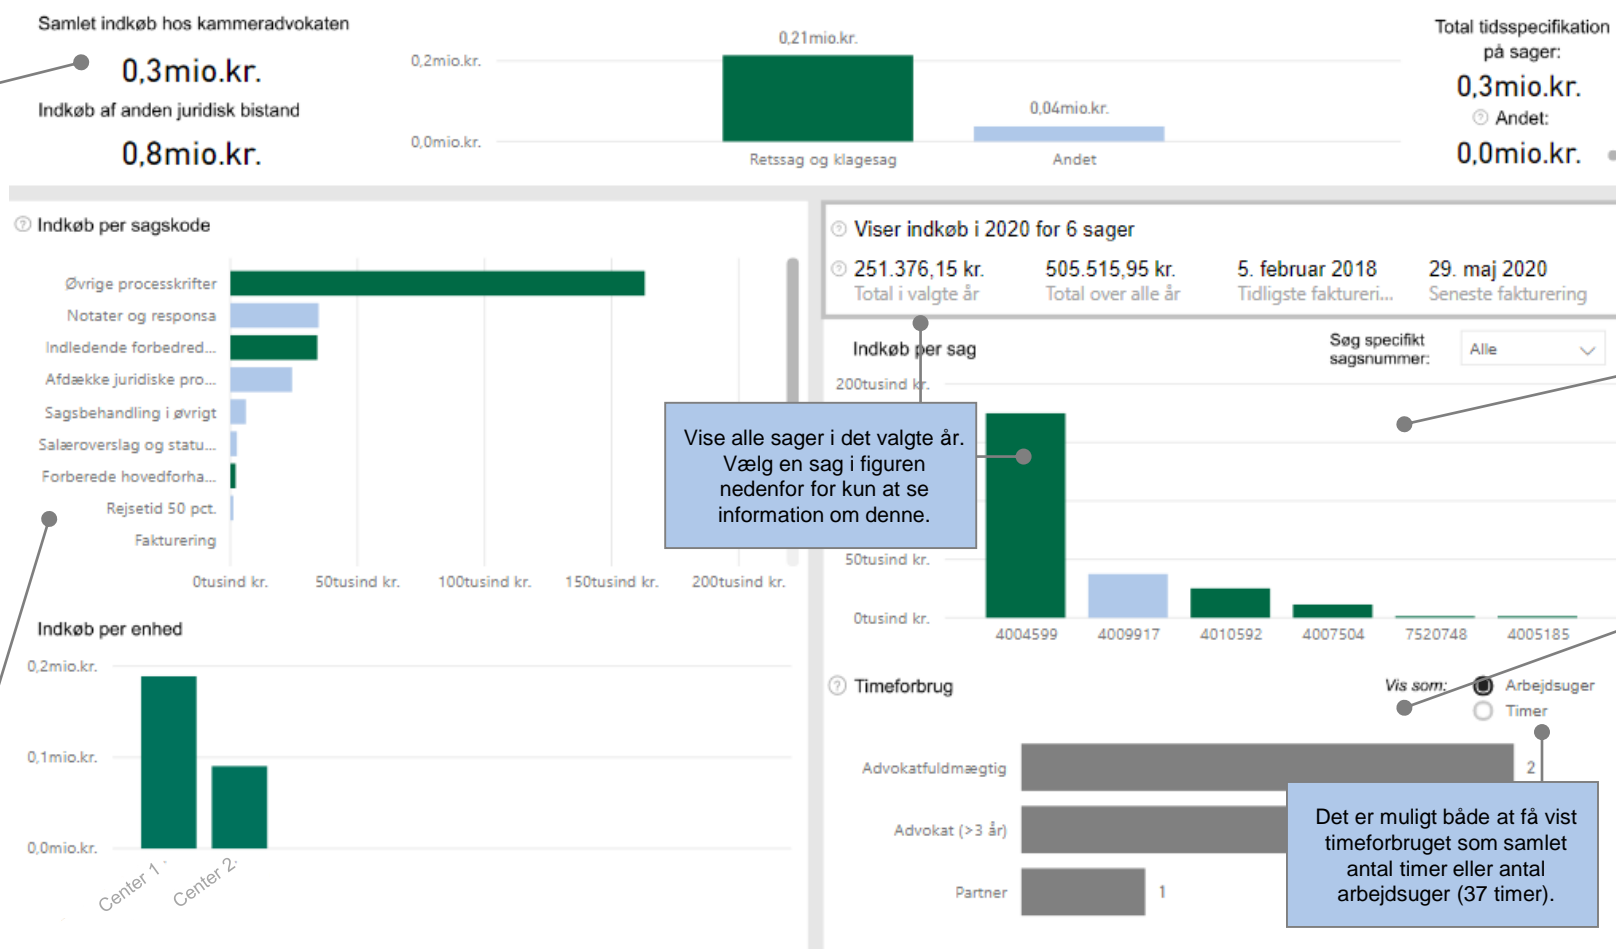 Samlet indkøb hos kammeradvokaten
0,3mio.kr.
Indkøb af anden juridisk bistand
0,8mio.kr.
0,2mio.kr.
0,0mio.kr.
0,21mio.kr.
0,04mio.kr.
Retssag og klagesag
Andet
Total tidsspecifikation
på sager:
0,3mio.kr.
Andet:
0,0mio.kr.
Indkøb per sagskode
Øvrige processkrifter
Notater og responsa
Indledende forbedred...
Afdække juridiske pro...
Sagsbehandling i øvrigt
Salæroverslag og statu...
Forberede hovedforha...
Rejsetid 50 pct.
Fakturering
0tusind kr.
50tusind kr.
100tusind kr.
150tusind kr.
200tusind kr.
Indkøb per enhed
0,2mio.kr.
0,1mio.kr.
0,0mio.kr.
Center 1
Center 2
Viser indkøb i 2020 for 6 sager
251.376,15 kr.
Total i valgte år
505.515,95 kr.
Total over alle år
5. februar 2018
Tidligste faktureri...
29. maj 2020
Seneste fakturering
Indkøb per sag
Søg specifikt
sagsnummer:
Alle
200tusind kr.
Vise alle sager i det valgte år.
Vælg en sag i figuren
nedenfor for kun at se
information om denne.
50tusind kr.
0tusind kr.
4004599
4009917
4010592
4007504
7520748
4005185
Timeforbrug
Vis som:
Arbejdsuger
Timer
Advokatfuldmægtig
2
Advokat (>3 år)
Partner
1
Det er muligt både at få vist
timeforbruget som samlet
antal timer eller antal
arbejdsuger (37 timer).